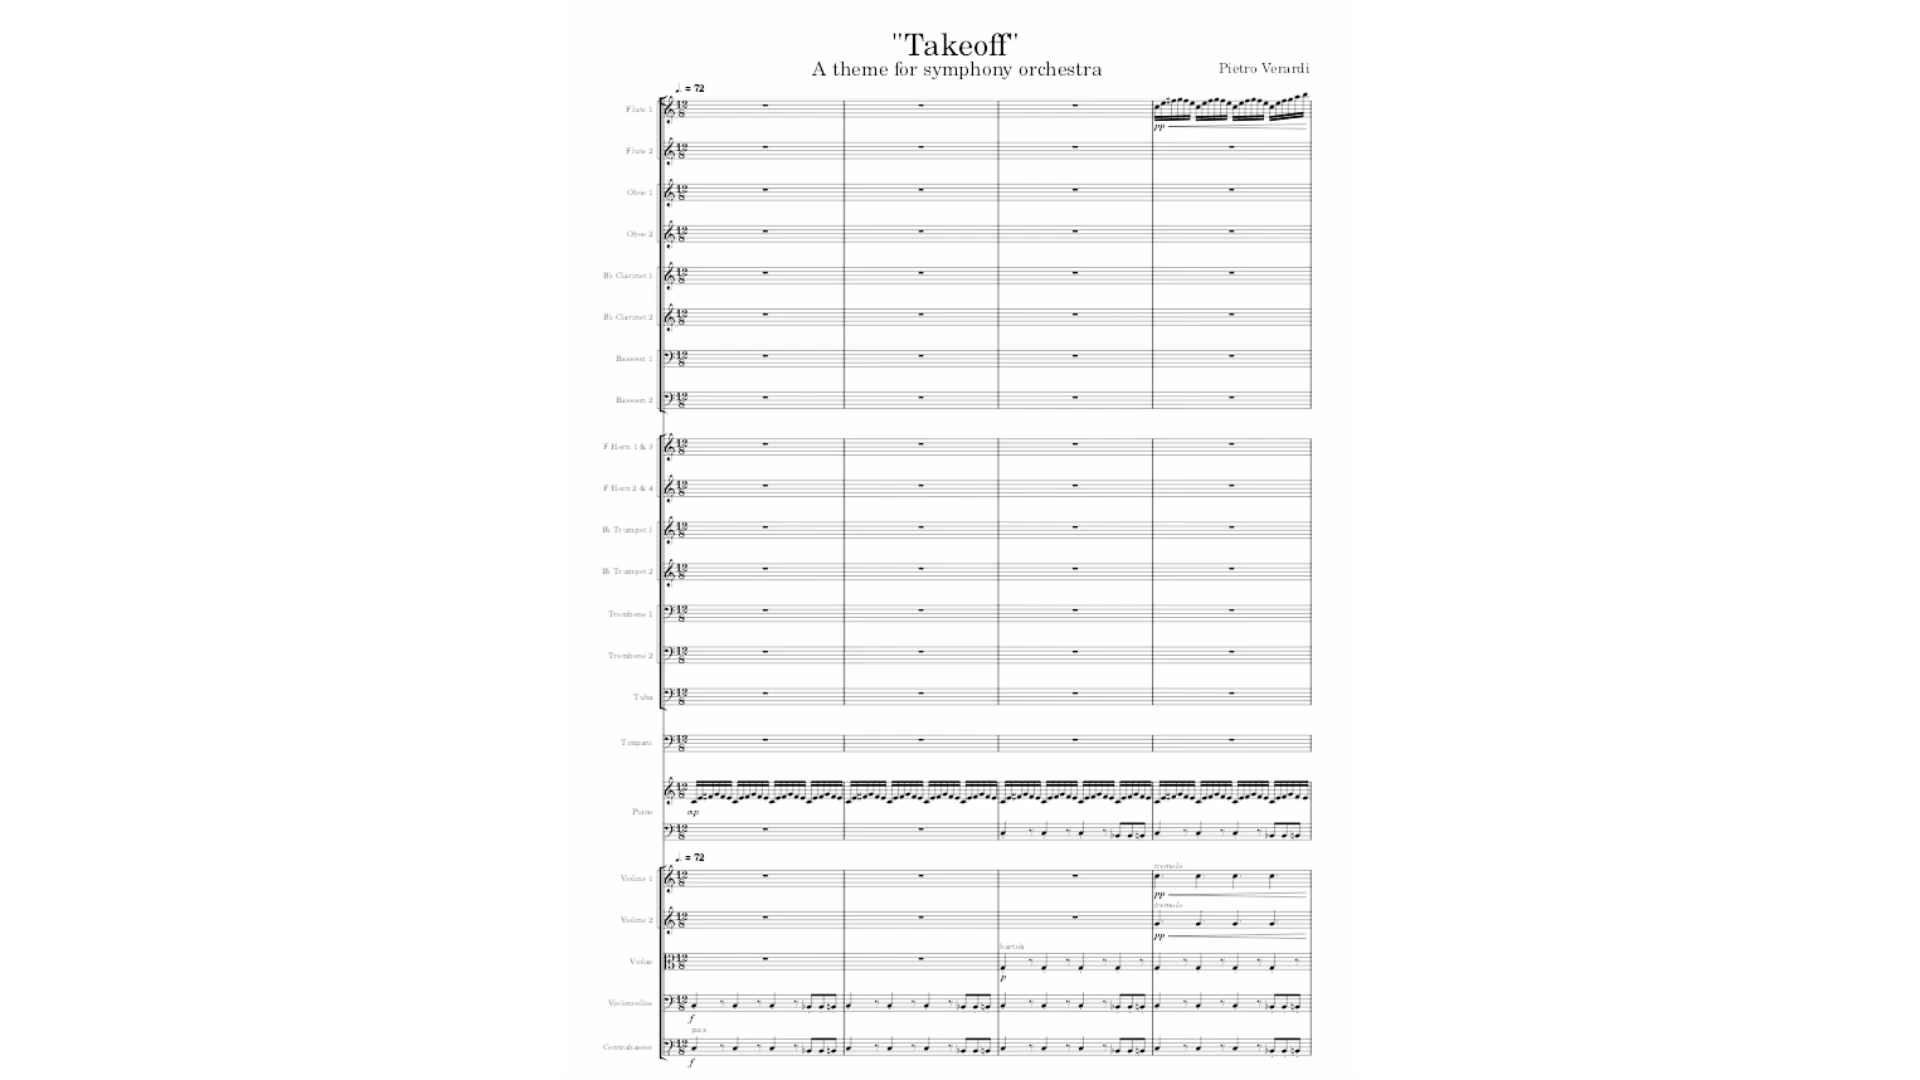 "Takeoff"
A theme for symphony orchestra
Pietro Verardi
♩. = 72
Flute 1
pp
Flute 2
Oboe 1
Oboe 2
B♭ Clarinet 1
B♭ Clarinet 2
Bassoon 1
Bassoon 2
F Horn 1 & 3
F Horn 2 & 4
B♭ Trumpet 1
B♭ Trumpet 2
Trombone 1
Trombone 2
Tuba
Timpani
Piano
mp
♩. = 72
Violins 1
tremolo
pp
Violins 2
tremolo
pp
Violas
bartok
p
Violoncellos
f
Contrabasses
pizz
f